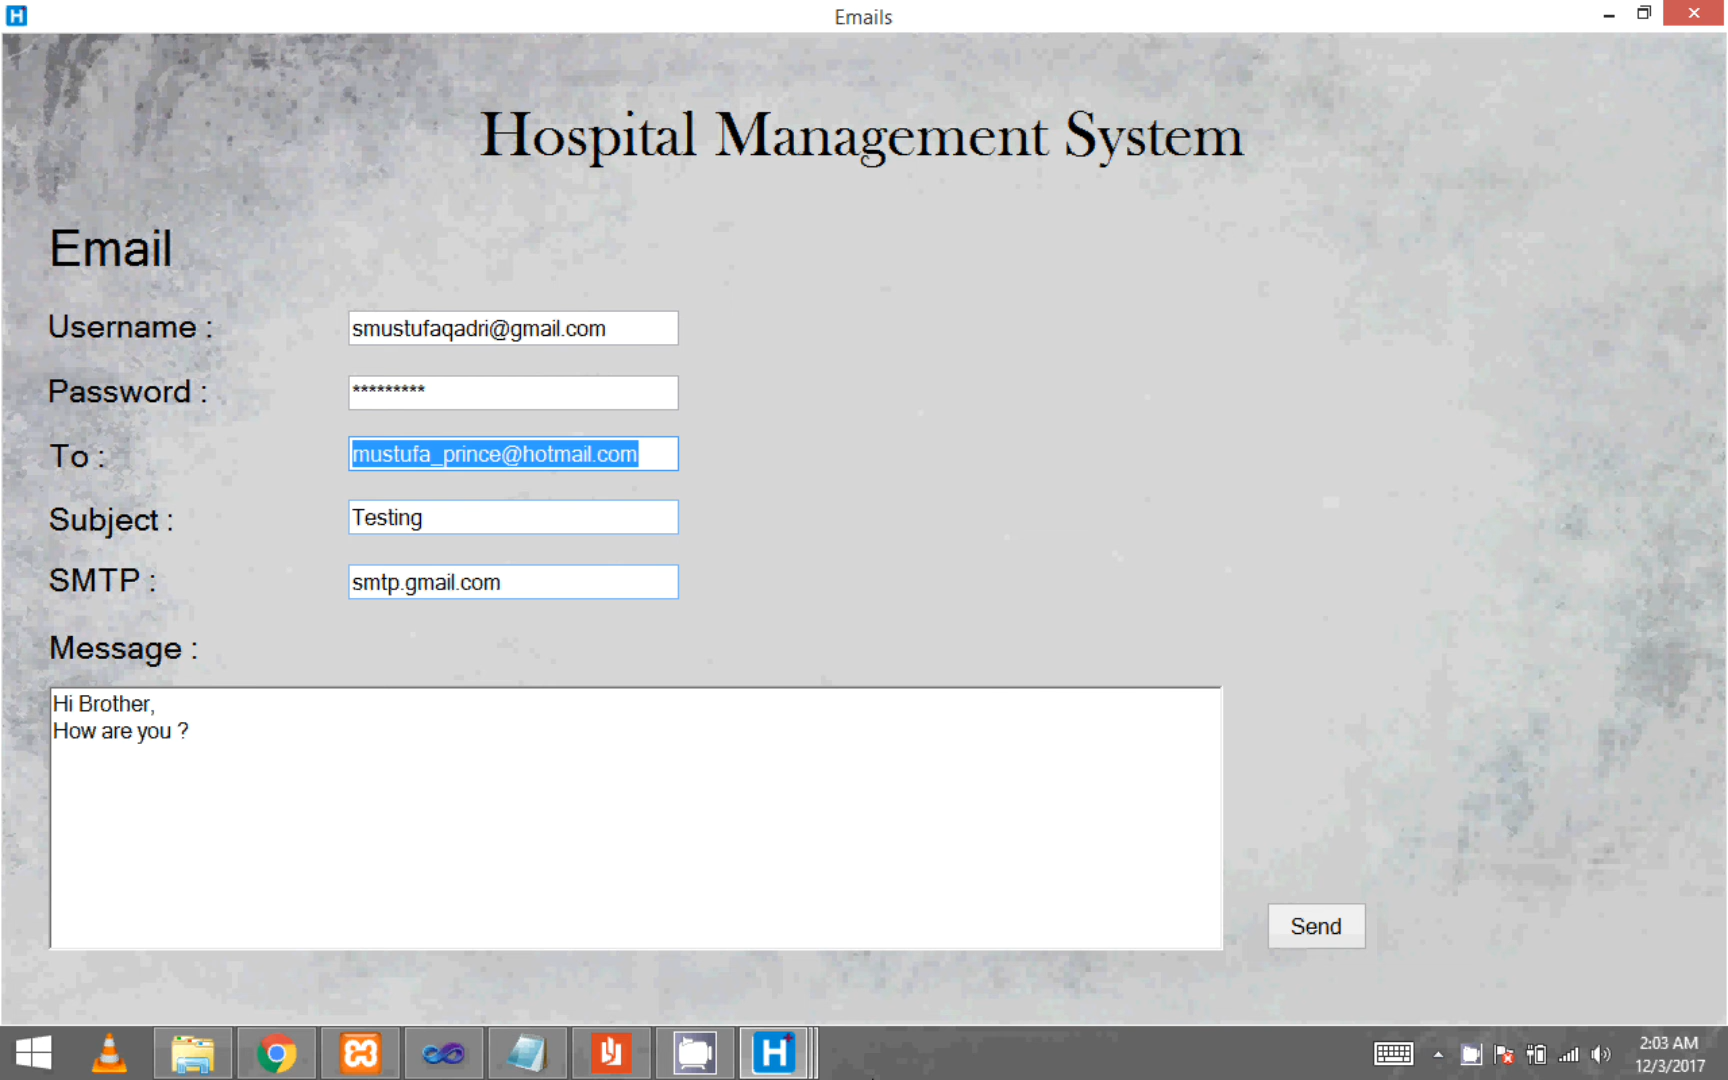 Emails
Hospital Management System
Email
Username : smustufaqadri@gmail.com
Password : *********
To : mustufa_prince@hotmail.com
Subject : Testing
SMTP : smtp.gmail.com
Message :
Hi Brother,
How are you ?
Send
2:03 AM
12/3/2017